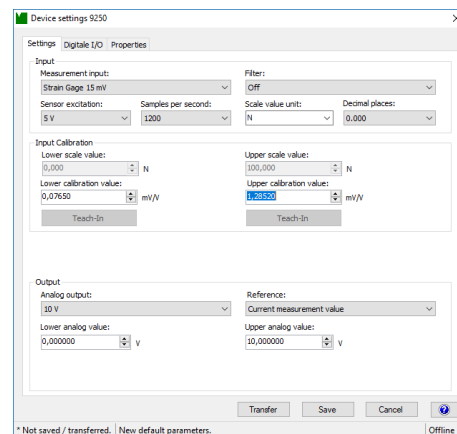 Device settings 9250
Settings Digitale I/O Properties
Input
Measurement input: Filter:
Strain Gage 15 mV Off
Sensor excitation: Samples per second: Scale value unit: Decimal places:
5 V 1200 N 0.000
Input Calibration
Lower scale value: Upper scale value:
0,000 N 100,000 N
Lower calibration value: Upper calibration value:
0,07650 mV/V 1,28520 mV/V
Teach-In Teach-In
Output
Analog output: Reference:
10 V Current measurement value
Lower analog value: Upper analog value:
0,000000 V 10,000000 V
Transfer Save Cancel ?
* Not saved / transferred. New default parameters. Offline